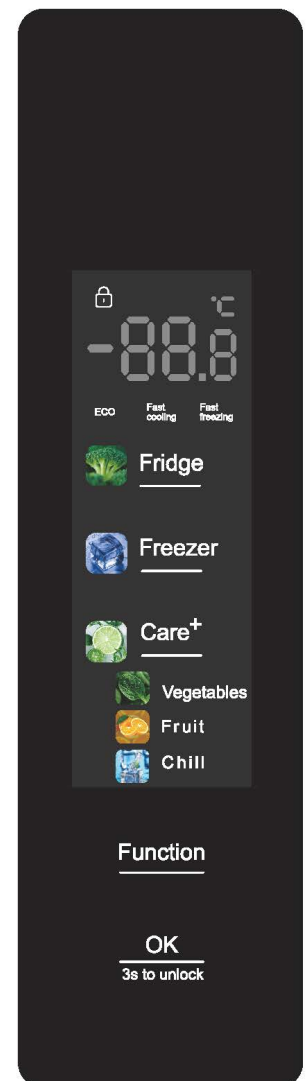 ℃
-88.8
ECO
Fast
cooling
Fast
freezing
Fridge
Freezer
Care+
Vegetables
Fruit
Chill
Function
OK
3s to unlock